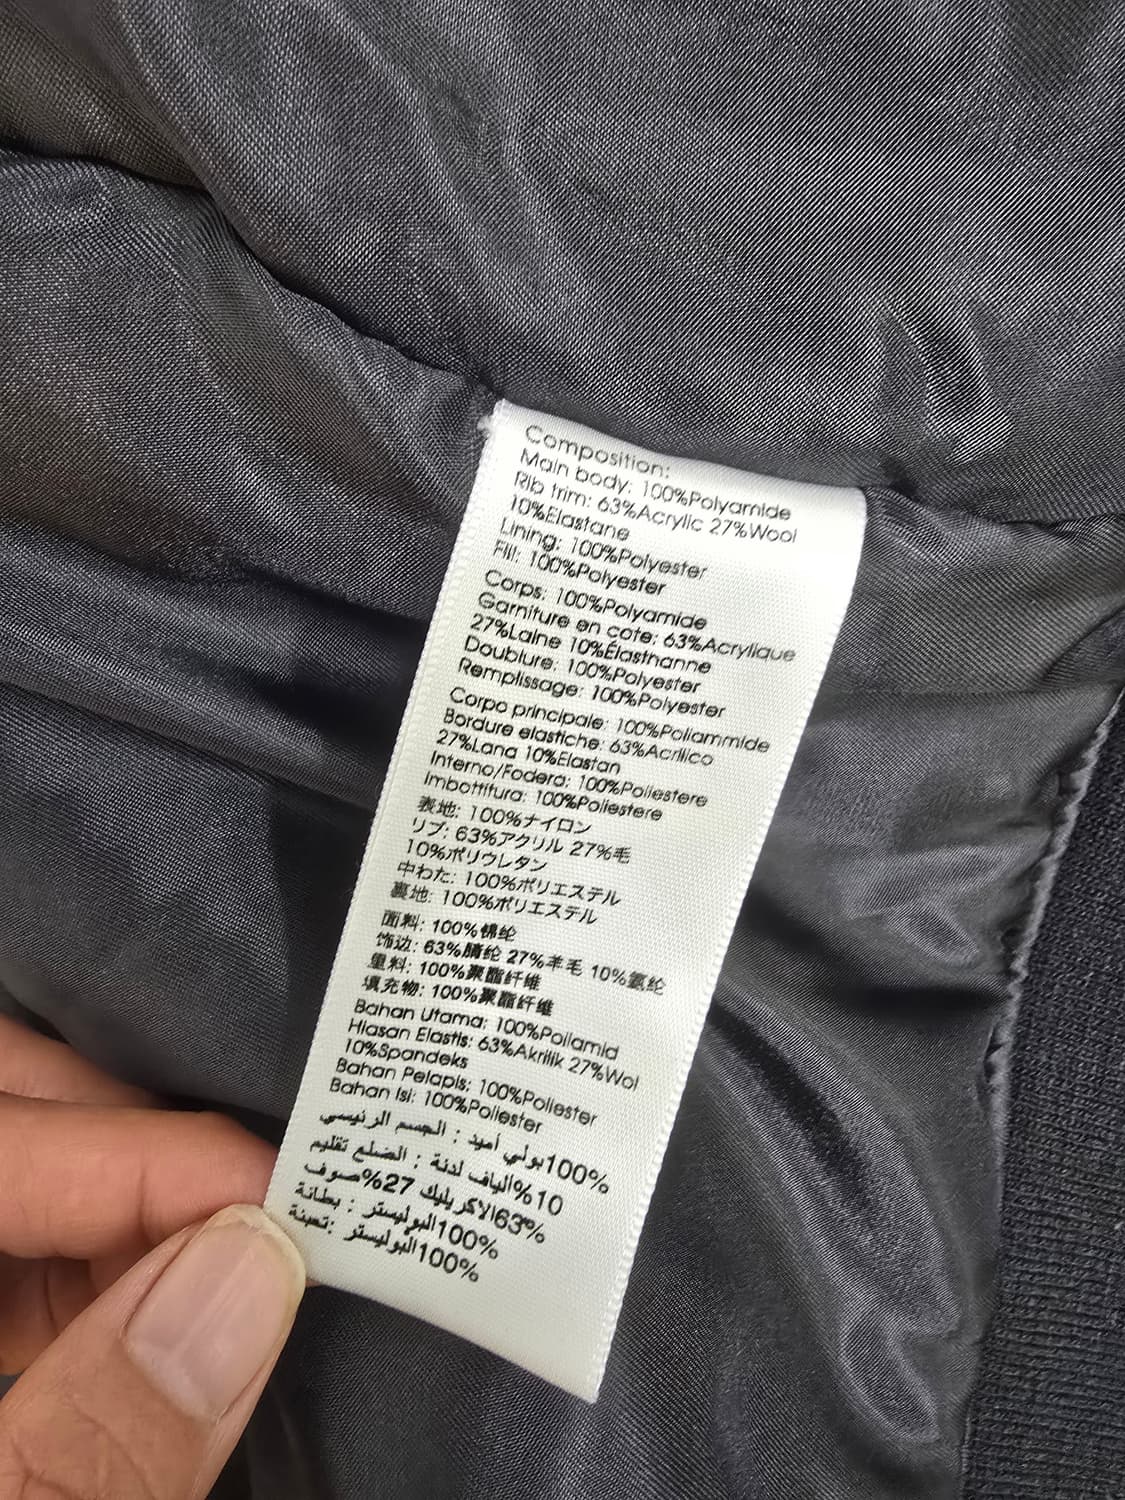 Composition:
Main body: 100%Polyamide
Rib trim: 63%Acrylic 27%Wool
10%Elastane
Lining: 100%Polyester
Fill: 100%Polyester
Corps: 100%Polyamide
Garniture en cote: 63%Acrylique
27%Laine 10%Élasthanne
Doublure: 100%Polyester
Remplissage: 100%Polyester
Corpo principale: 100%Poliammide
Bordure elastiche: 63%Acrilico
27%Lana 10%Elastan
Interno/Fodera: 100%Poliestere
Imbottitura: 100%Poliestere
表地: 100%ナイロン
リブ: 63%アクリル 27%毛
10%ポリウレタン
中わた: 100%ポリエステル
裏地: 100%ポリエステル
面料: 100%锦纶
饰边: 63%腈纶 27%羊毛 10%氨纶
里料: 100%聚酯纤维
填充物: 100%聚酯纤维
Bahan Utama: 100%Poliamid
Hiasan Elastis: 63%Akrilik 27%Wol
10%Spandeks
Bahan Pelapis: 100%Poliester
Bahan Isi: 100%Poliester
الجسم الرئيسي : بولي أميد100%
الضلع تقليم : ألياف لدنة%10
63%الاكريليك 27%صوف
بطانة : البوليستر100%
تعبئة: البوليستر100%